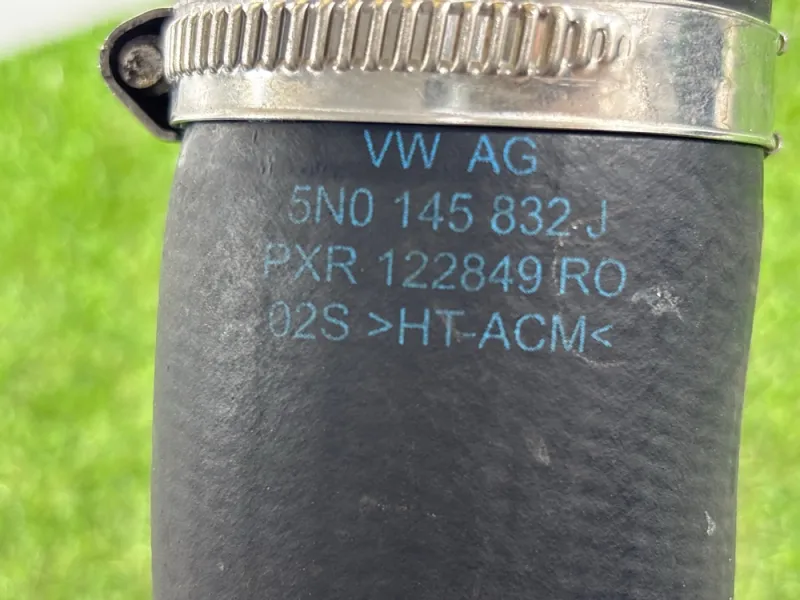 VW AG
5N0 145 832 J
PXR 122849 RO
02S >HT-ACM<